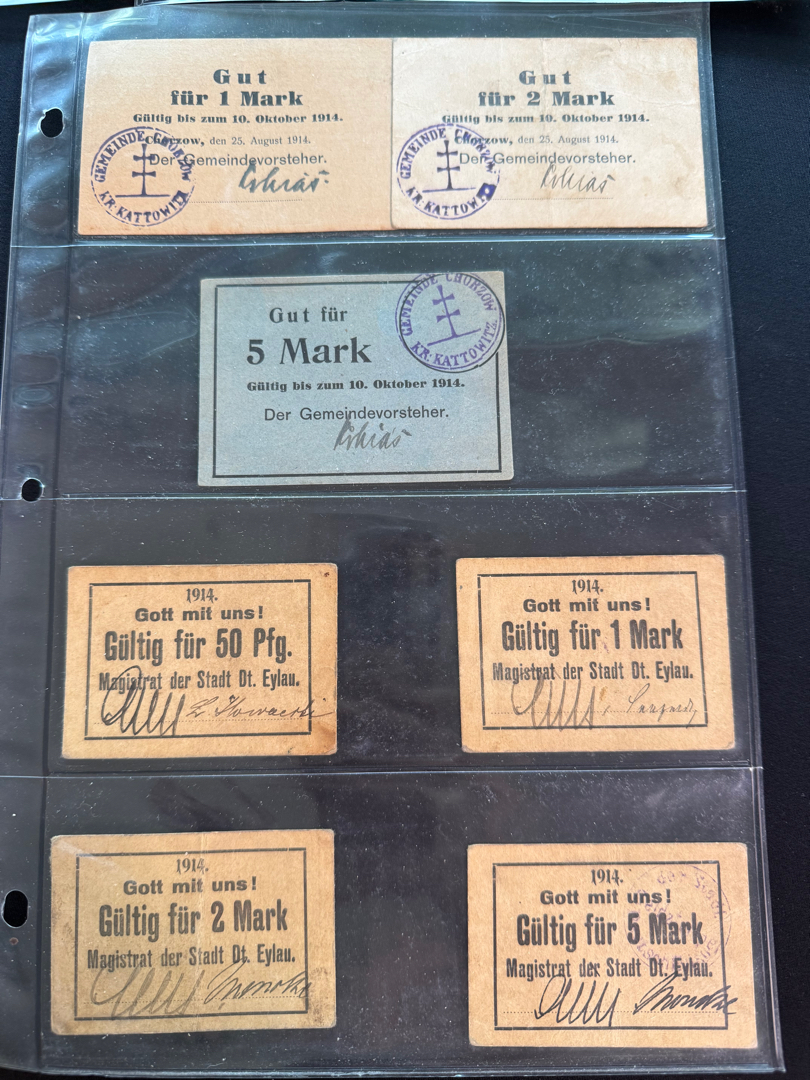 Gut
für 1 Mark
Gültig bis zum 10. Oktober 1914.
Chorzow, den 25. August 1914.
Der Gemeindevorsteher.
GEMEINDE CHORZOW
KR. KATTOWITZ
Gut
für 2 Mark
Gültig bis zum 10. Oktober 1914.
Chorzow, den 25. August 1914.
Der Gemeindevorsteher.
GEMEINDE CHORZOW
KR. KATTOWITZ
Gut für
5 Mark
Gültig bis zum 10. Oktober 1914.
Der Gemeindevorsteher.
GEMEINDE CHORZOW
KR. KATTOWITZ
1914.
Gott mit uns!
Gültig für 50 Pfg.
Magistrat der Stadt Dt. Eylau.
1914.
Gott mit uns!
Gültig für 1 Mark
Magistrat der Stadt Dt. Eylau.
1914.
Gott mit uns!
Gültig für 2 Mark
Magistrat der Stadt Dt. Eylau.
1914.
Gott mit uns!
Gültig für 5 Mark
Magistrat der Stadt Dt. Eylau.